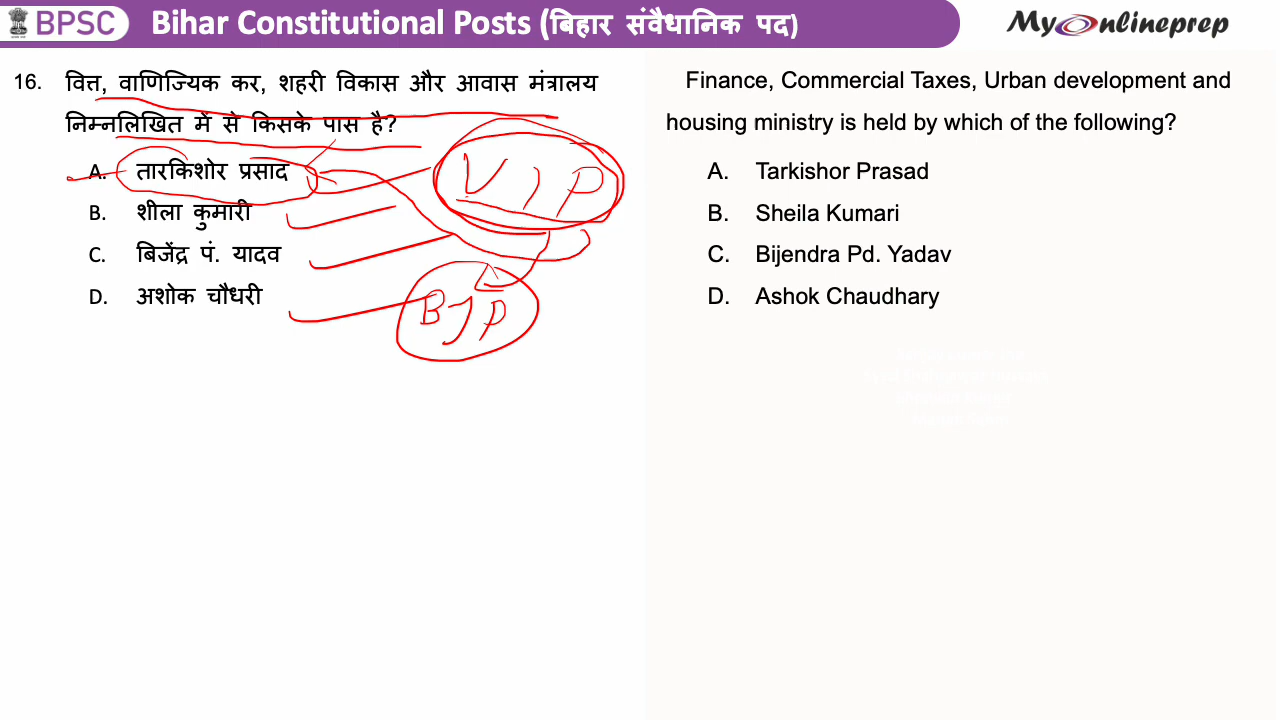 BPSC Bihar Constitutional Posts (बिहार संवैधानिक पद) MyOnlineprep
16. वित्त, वाणिज्यिक कर, शहरी विकास और आवास मंत्रालय
निम्नलिखित में से किसके पास है?
A. तारकिशोर प्रसाद
B. शीला कुमारी
C. बिजेंद्र पं. यादव
D. अशोक चौधरी
VIP
BJP
Finance, Commercial Taxes, Urban development and
housing ministry is held by which of the following?
A. Tarkishor Prasad
B. Sheila Kumari
C. Bijendra Pd. Yadav
D. Ashok Chaudhary